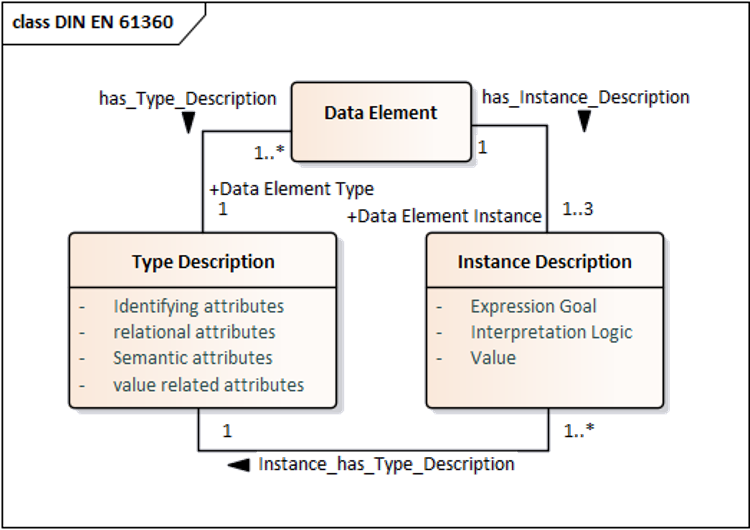 class DIN EN 61360
has_Type_Description
Data Element
has_Instance_Description
1..*
1
+Data Element Type
1
+Data Element Instance
1..3
Type Description
- Identifying attributes
- relational attributes
- Semantic attributes
- value related attributes
Instance Description
- Expression Goal
- Interpretation Logic
- Value
1
1..*
Instance_has_Type_Description